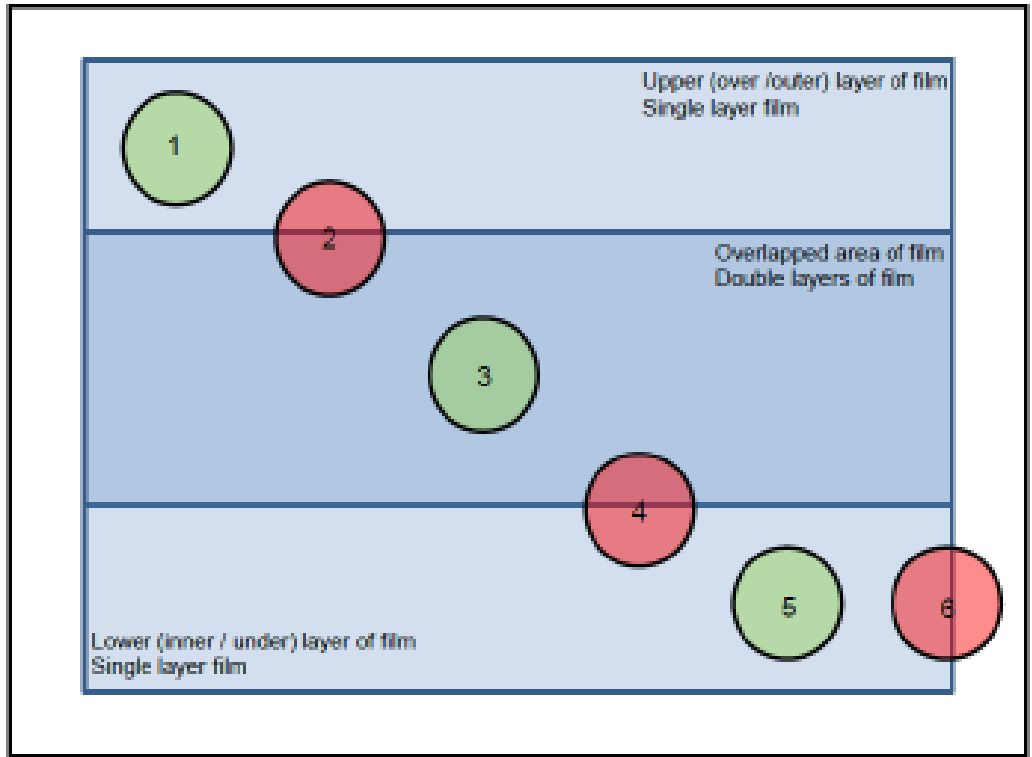 Upper (over /outer) layer of film
Single layer film
1
2
Overlapped area of film
Double layers of film
3
4
5
6
Lower (inner / under) layer of film
Single layer film